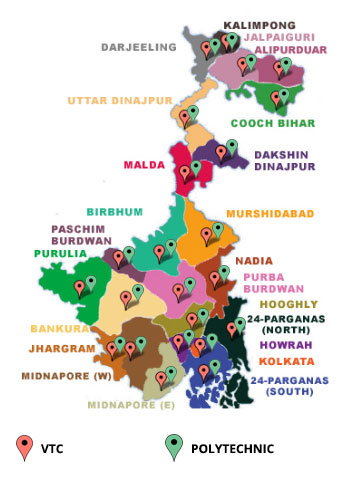 KALIMPONG
JALPAIGURI
DARJEELING
ALIPURDUAR
UTTAR DINAJPUR
COOCH BIHAR
MALDA
DAKSHIN
DINAJPUR
BIRBHUM
MURSHIDABAD
PASCHIM
BURDWAN
PURULIA
NADIA
PURBA
BURDWAN
HOOGHLY
BANKURA
24-PARGANAS
(NORTH)
JHARGRAM
HOWRAH
KOLKATA
MIDNAPORE (W)
24-PARGANAS
(SOUTH)
MIDNAPORE (E)
VTC
POLYTECHNIC